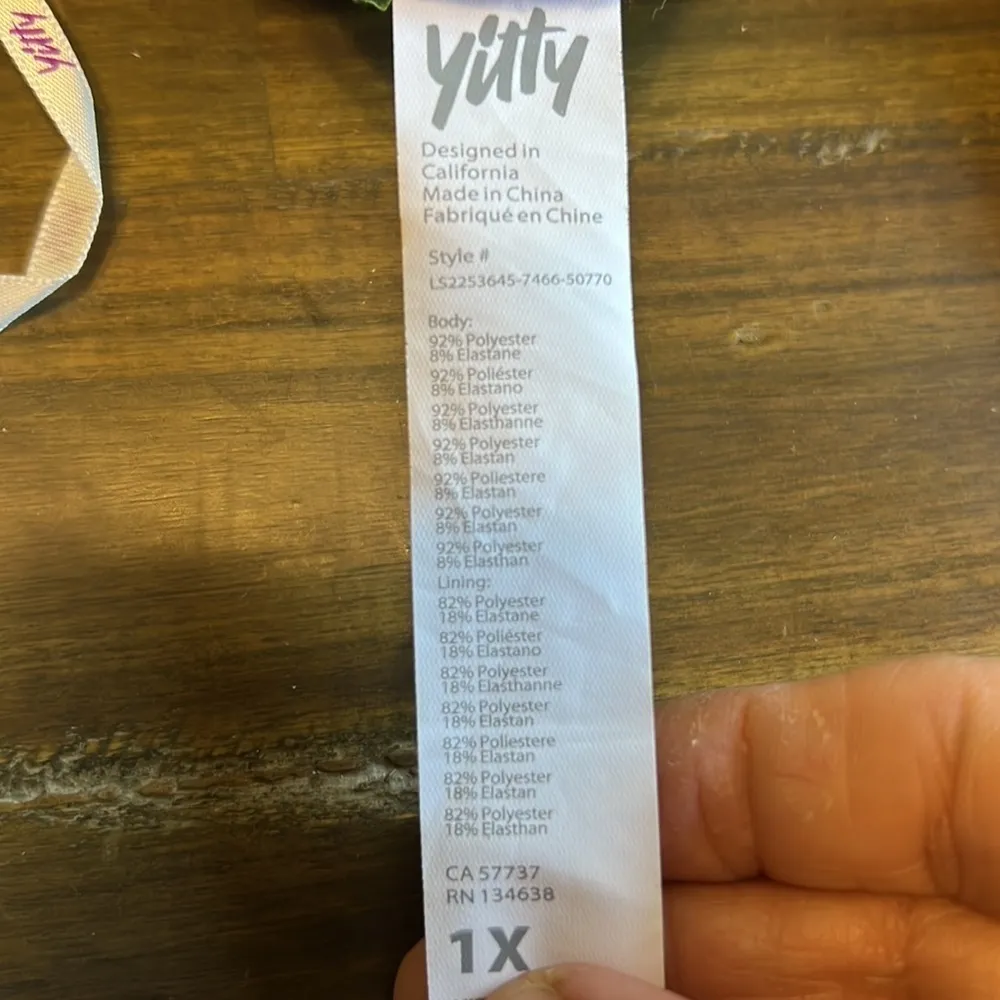 yitty
yitty
Designed in
California
Made in China
Fabriqué en Chine
Style #
LS2253645-7466-50770
Body:
92% Polyester
8% Elastane
92% Poliéster
8% Elastano
92% Polyester
8% Elasthanne
92% Polyester
8% Elastan
92% Poliestere
8% Elastan
92% Polyester
8% Elastan
92% Polyester
8% Elasthan
Lining:
82% Polyester
18% Elastane
82% Poliéster
18% Elastano
82% Polyester
18% Elasthanne
82% Polyester
18% Elastan
82% Poliestere
18% Elastan
82% Polyester
18% Elastan
82% Polyester
18% Elasthan
CA 57737
RN 134638
1X